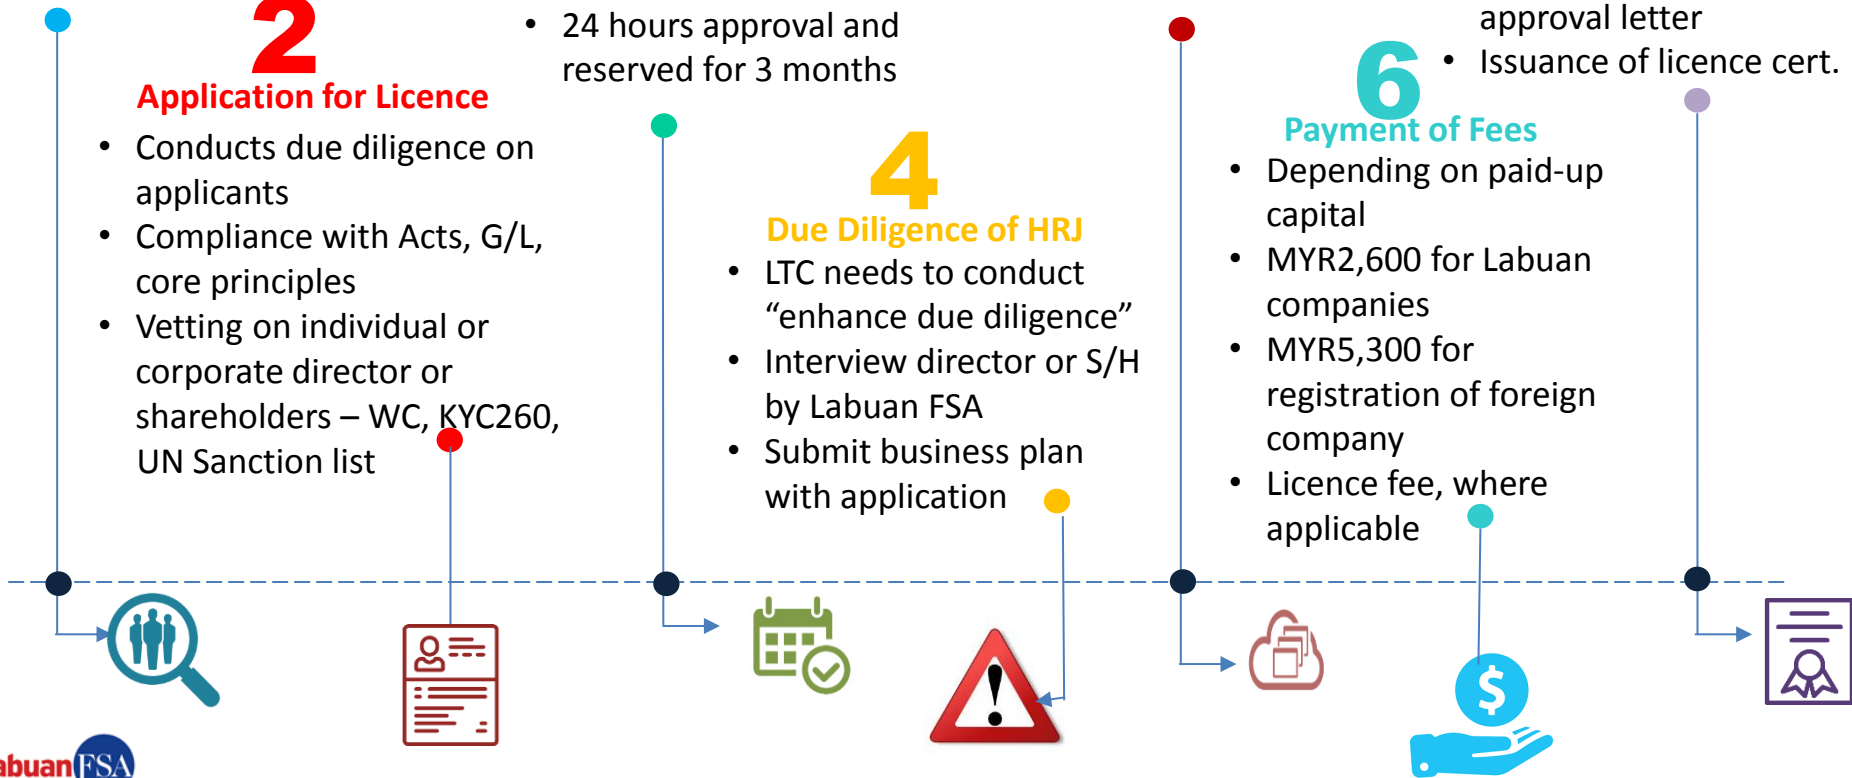 2
Application for Licence
• Conducts due diligence on
applicants
• Compliance with Acts, G/L,
core principles
• Vetting on individual or
corporate director or
shareholders – WC, KYC260,
UN Sanction list
• 24 hours approval and
reserved for 3 months
4
Due Diligence of HRJ
• LTC needs to conduct
“enhance due diligence”
• Interview director or S/H
by Labuan FSA
• Submit business plan
with application
6
Payment of Fees
• Depending on paid-up
capital
• MYR2,600 for Labuan
companies
• MYR5,300 for
registration of foreign
company
• Licence fee, where
applicable
approval letter
• Issuance of licence cert.
$
abuan FSA